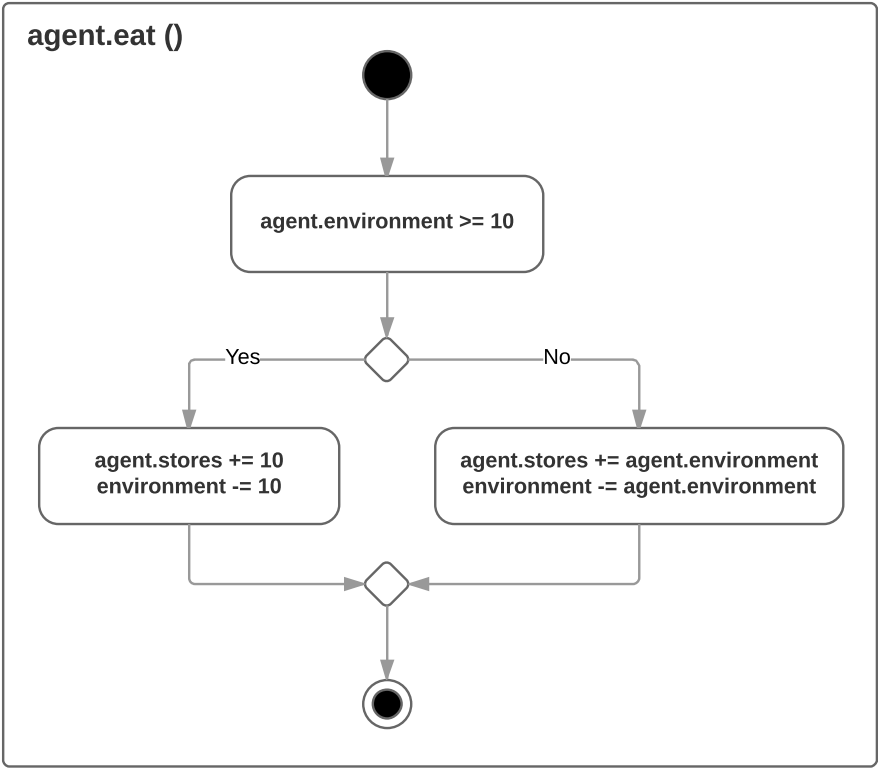 agent.eat ()
agent.environment >= 10
Yes
No
agent.stores += 10
environment -= 10
agent.stores += agent.environment
environment -= agent.environment